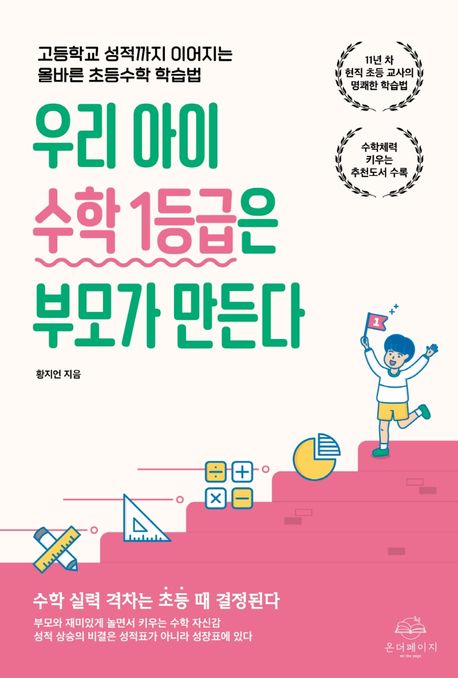 고등학교 성적까지 이어지는
올바른 초등수학 학습법
11년 차
현직 초등 교사의
명쾌한 학습법
수학체력
키우는
추천도서 수록
우리 아이
수학 1등급은
부모가 만든다
황지언 지음
1
수학 실력 격차는 초등 때 결정된다
부모와 재미있게 놀면서 키우는 수학 자신감
성적 상승의 비결은 성적표가 아니라 성장표에 있다
온더페이지
on the page